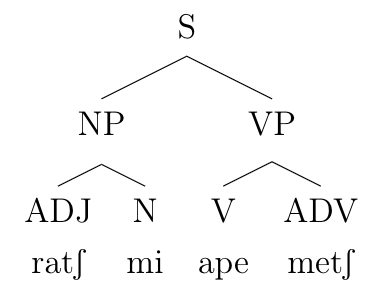 S
NP VP
ADJ N V ADV
ratʃ mi ape metʃ